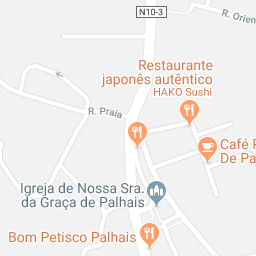 N10-3
R. Orien
Restaurante
japonês autêntico
HAKO Sushi
R. Praia
Café
De Pa
Igreja de Nossa Sra.
da Graça de Palhais
Bom Petisco Palhais